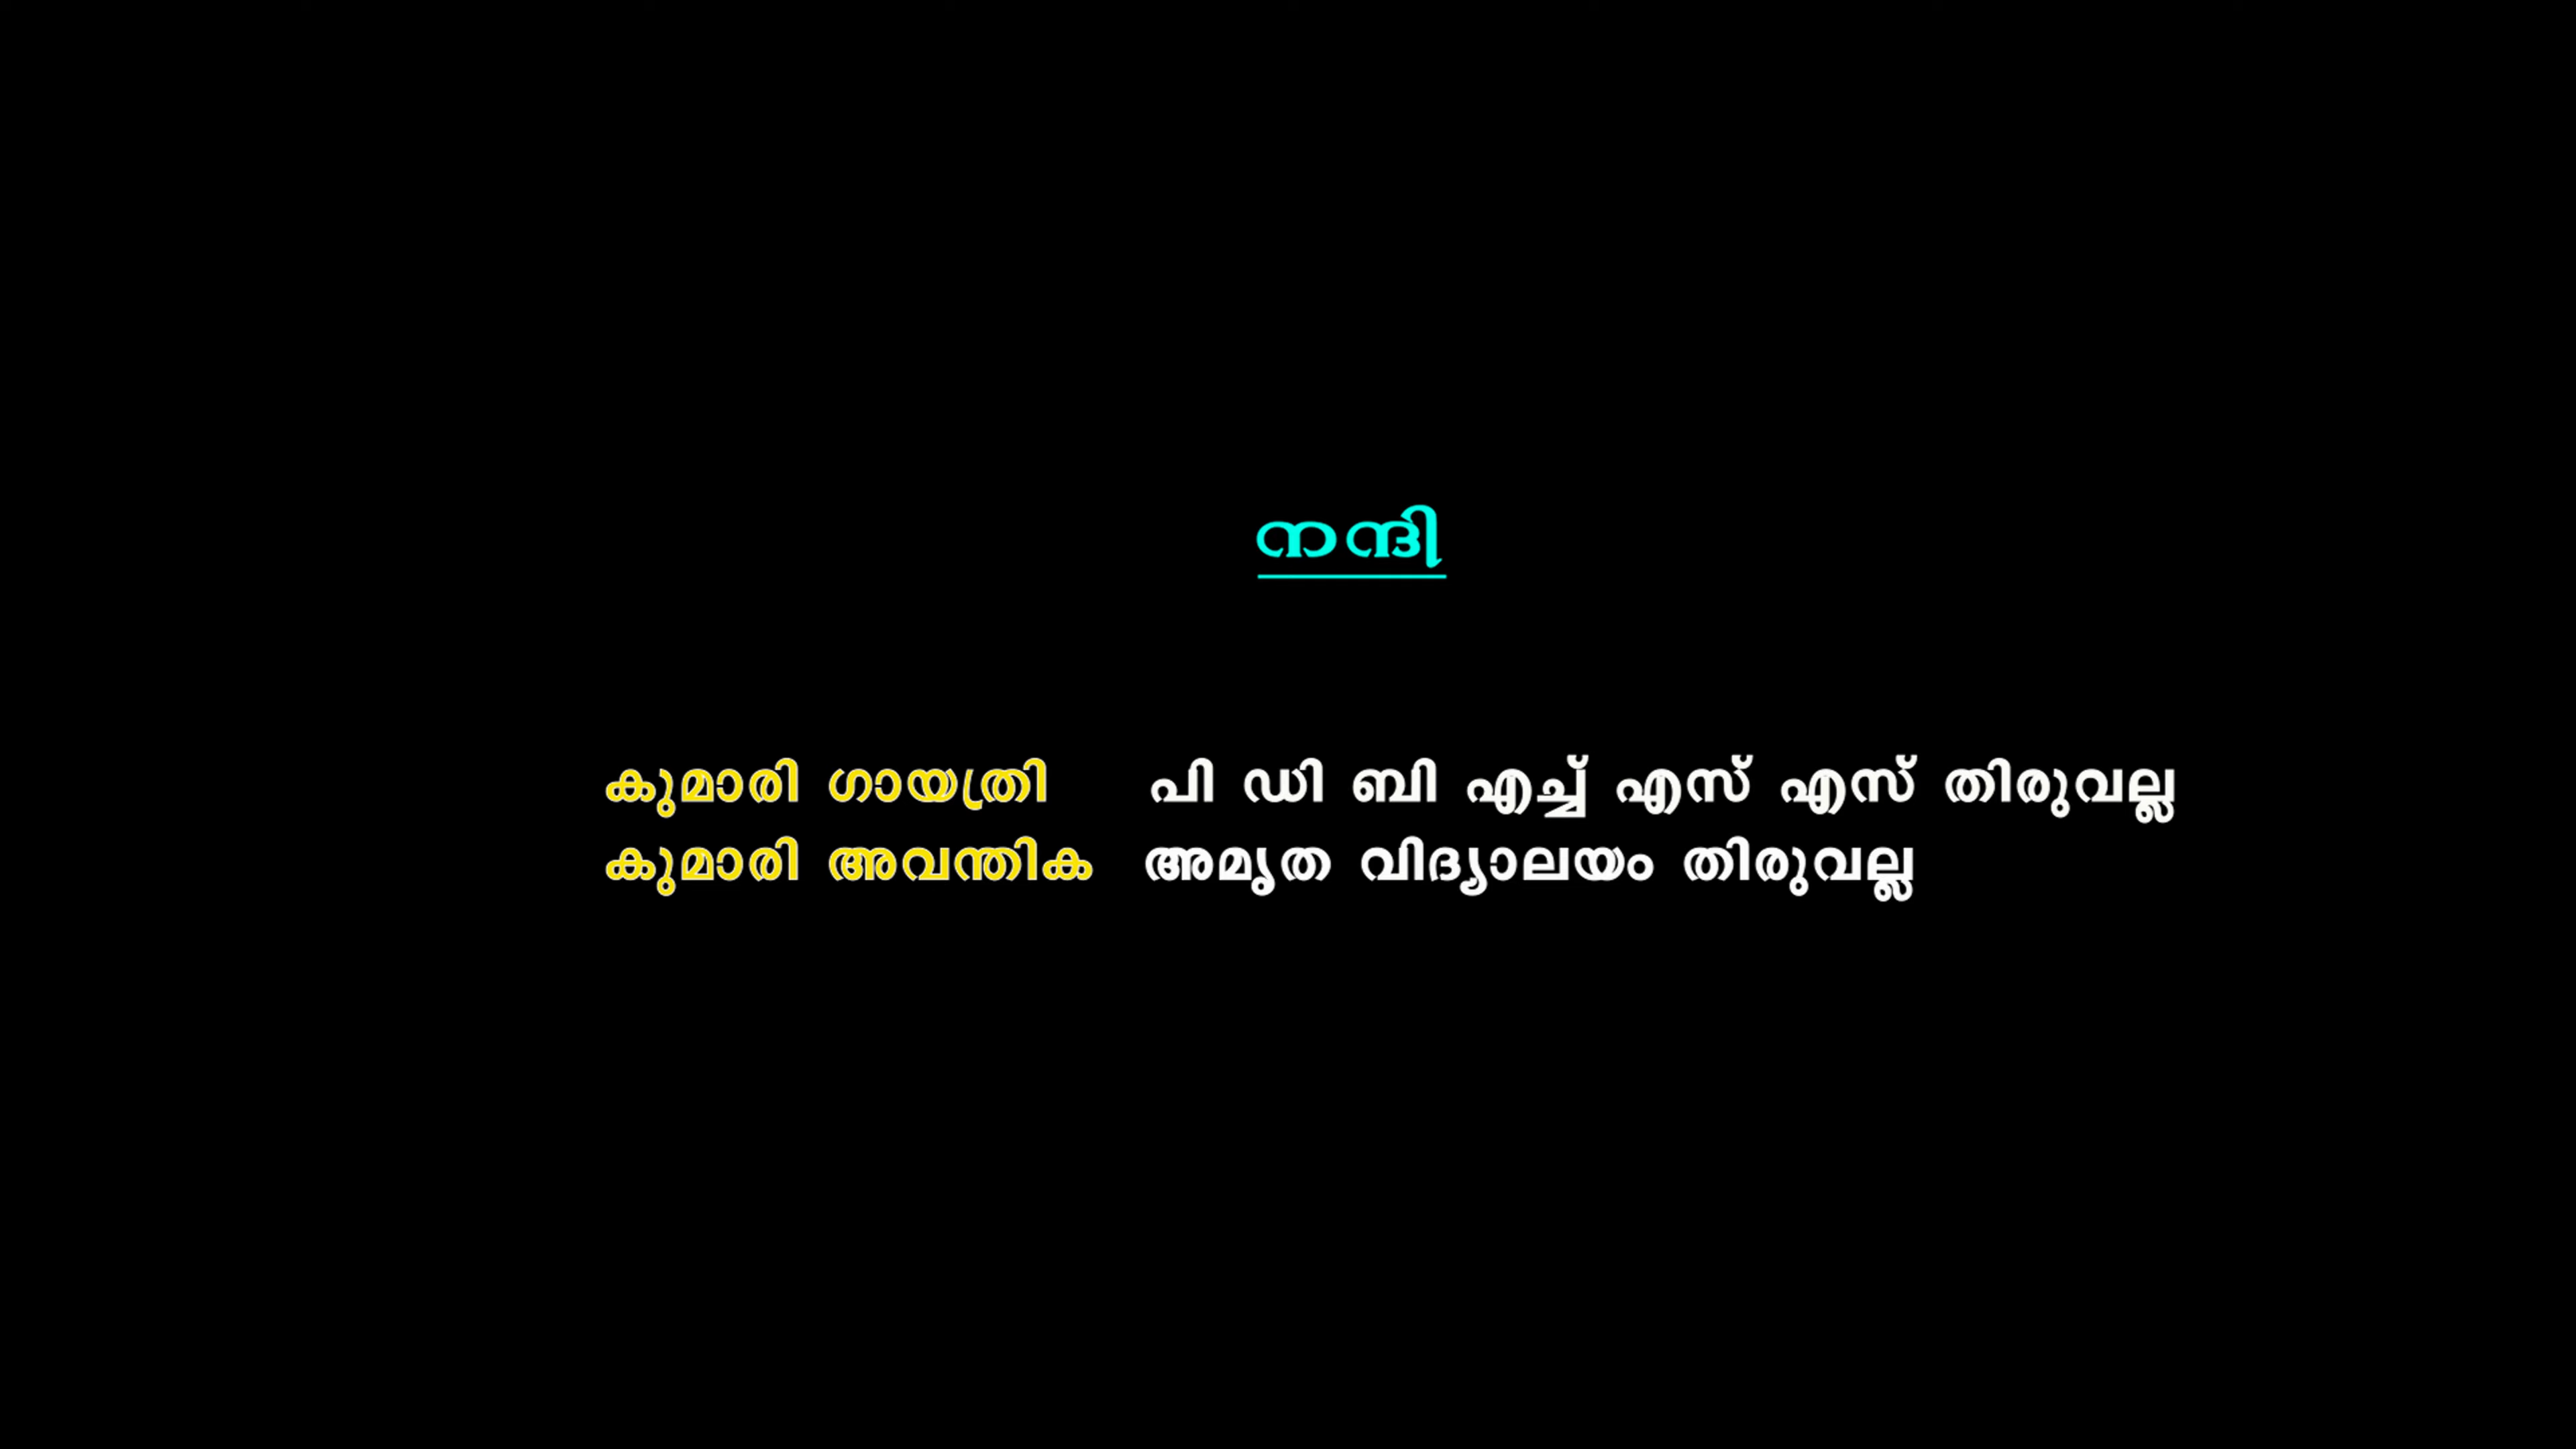 നന്ദി
കുമാരി ഗായത്രി പി ഡി ബി എച്ച് എസ് എസ് തിരുവല്ല
കുമാരി അവന്തിക അമൃത വിദ്യാലയം തിരുവല്ല